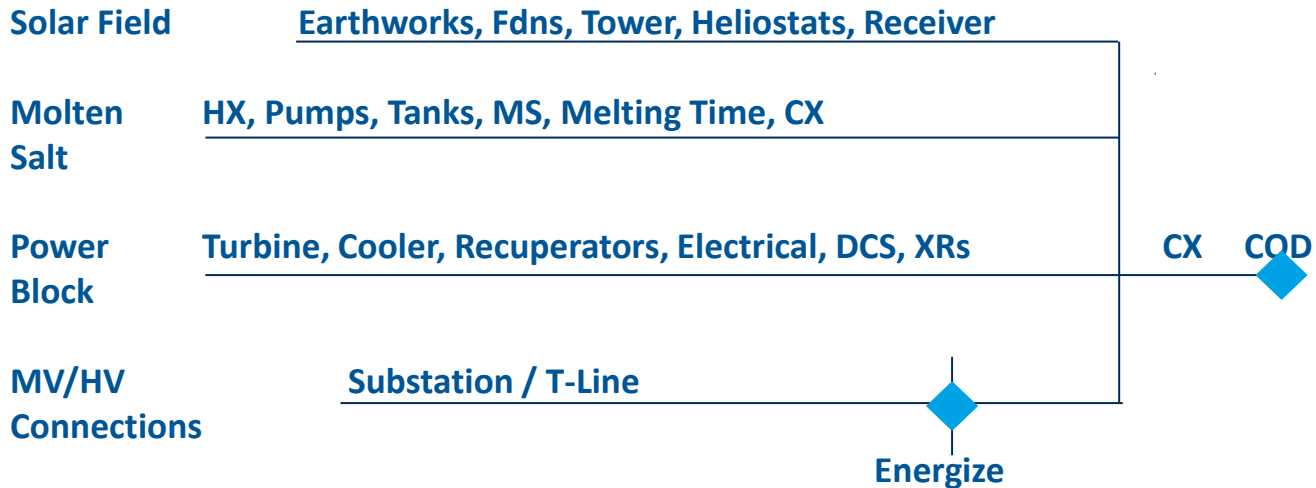 Solar Field Earthworks, Fdns, Tower, Heliostats, Receiver
Molten Salt HX, Pumps, Tanks, MS, Melting Time, CX
Power Block Turbine, Cooler, Recuperators, Electrical, DCS, XRs CX COD
MV/HV Connections Substation / T-Line
Energize